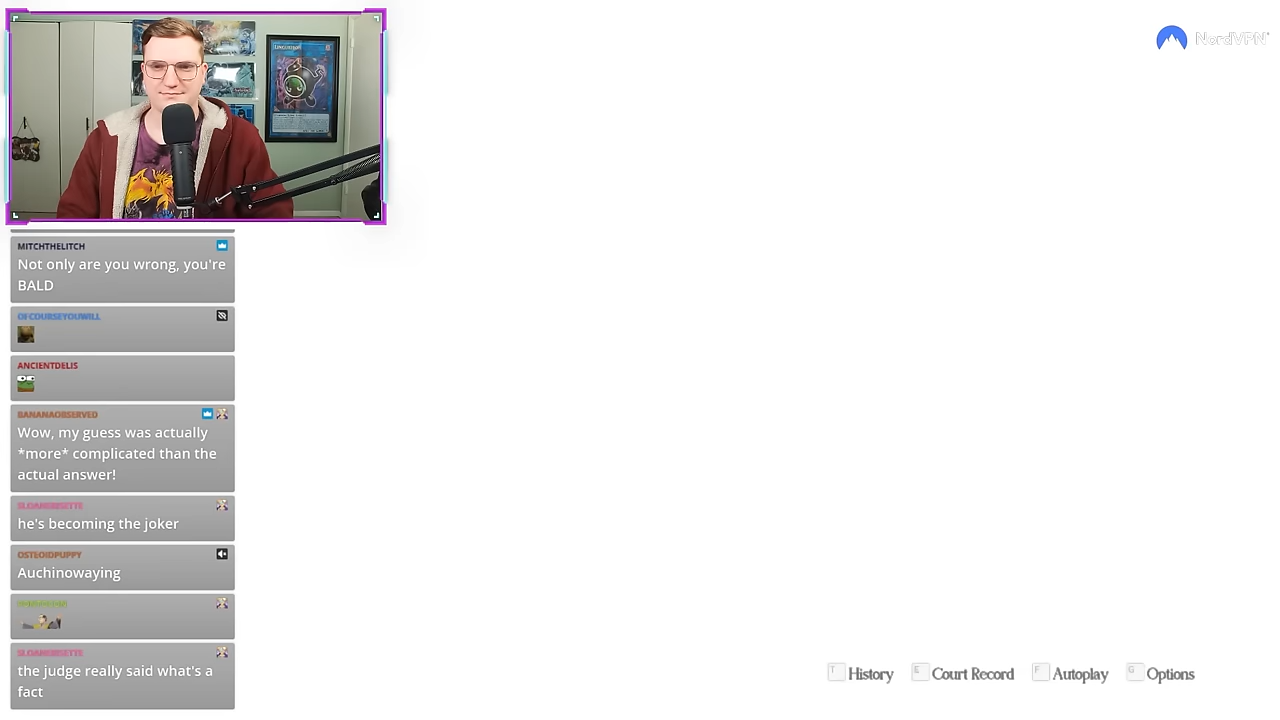 NordVPN
MITCHTHELITCH
Not only are you wrong, you're
BALD
OFCOURSEYOUWILL
ANCIENTDELIS
BANANAOBSERVED
Wow, my guess was actually
*more* complicated than the
actual answer!
he's becoming the joker
OSTEOIDPUPPY
Auchinowaying
the judge really said what's a
fact
T History
E Court Record
F Autoplay
G Options